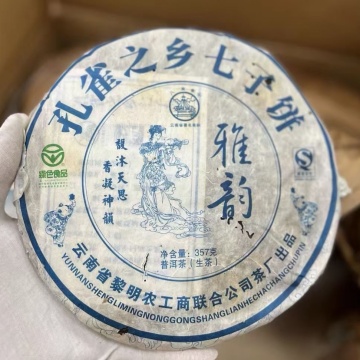 孔雀之乡七子饼
馥沐天恩
香凝神韻
雅韵
绿色食品
净含量:357克
普洱茶(生茶)
云南省黎明农工商联合公司茶厂出品
YUNNANSHENGLIMINGNONGGONGSHANGLIANHECHACHANGCHUPIN